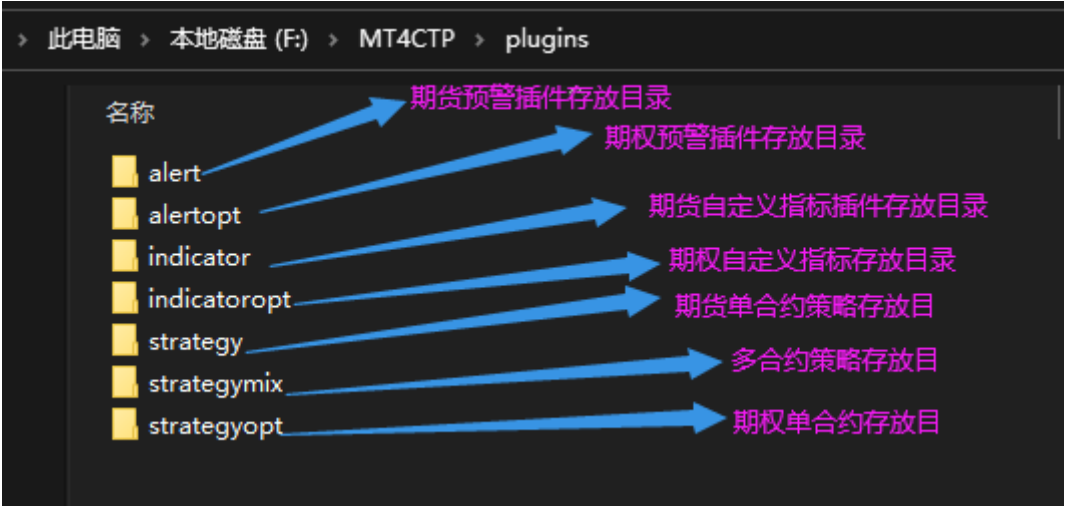 此电脑 > 本地磁盘 (F:) > MT4CTP > plugins
名称
期货预警插件存放目录
期权预警插件存放目录
alert
alertopt
期货自定义指标插件存放目录
indicator
期权自定义指标存放目录
indicatoropt
期货单合约策略存放目
strategy
多合约策略存放目
strategymix
期权单合约存放目
strategyopt